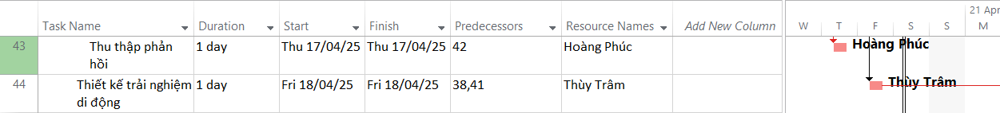 21 Apr
Task Name Duration Start Finish Predecessors Resource Names Add New Column W T F S S M
43 Thu thập phản 1 day Thu 17/04/25 Thu 17/04/25 42 Hoàng Phúc Hoàng Phúc
hồi
44 Thiết kế trải nghiệm 1 day Fri 18/04/25 Fri 18/04/25 38,41 Thùy Trâm Thùy Trâm
di động